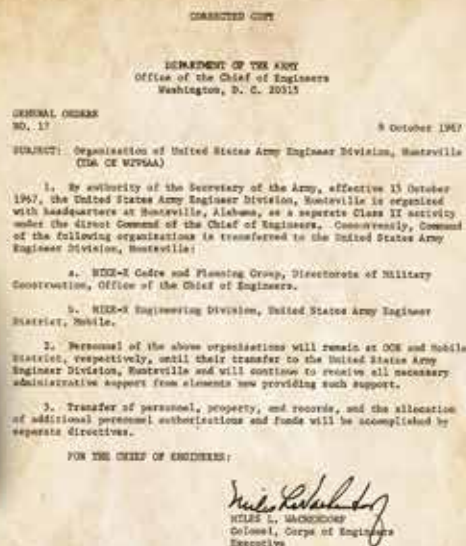 CORRECTED COPY
DEPARTMENT OF THE ARMY
Office of the Chief of Engineers
Washington, D. C. 20315
GENERAL ORDERS
NO. 17
9 October 1967
SUBJECT: Organization of United States Army Engineer Division, Huntsville
1. By authority of the Secretary of the Army, effective 15 October
1967, the United States Army Engineer Division, Huntsville is organized
with headquarters at Huntsville, Alabama, as a separate Class II activity
under the direct Command of the Chief of Engineers. Concurrently, Command
of the following organizations is transferred to the United States Army
Engineer Division, Huntsville:
a. NIKE-X Cadre and Planning Group, Directorate of Military
Construction, Office of the Chief of Engineers.
b. NIKE-X Engineering Division, United States Army Engineer
District, Mobile.
2. Personnel of the above organizations will remain at OCE and Mobile
District, respectively, until their transfer to the United States Army
Engineer Division, Huntsville and will continue to receive all necessary
administrative support from elements now providing such support.
3. Transfer of personnel, property, and records, and the allocation
of additional personnel authorizations and funds will be accomplished by
separate directives.
FOR THE CHIEF OF ENGINEERS:
MILES L. WACHENDORF
Colonel, Corps of Engineers
Executive